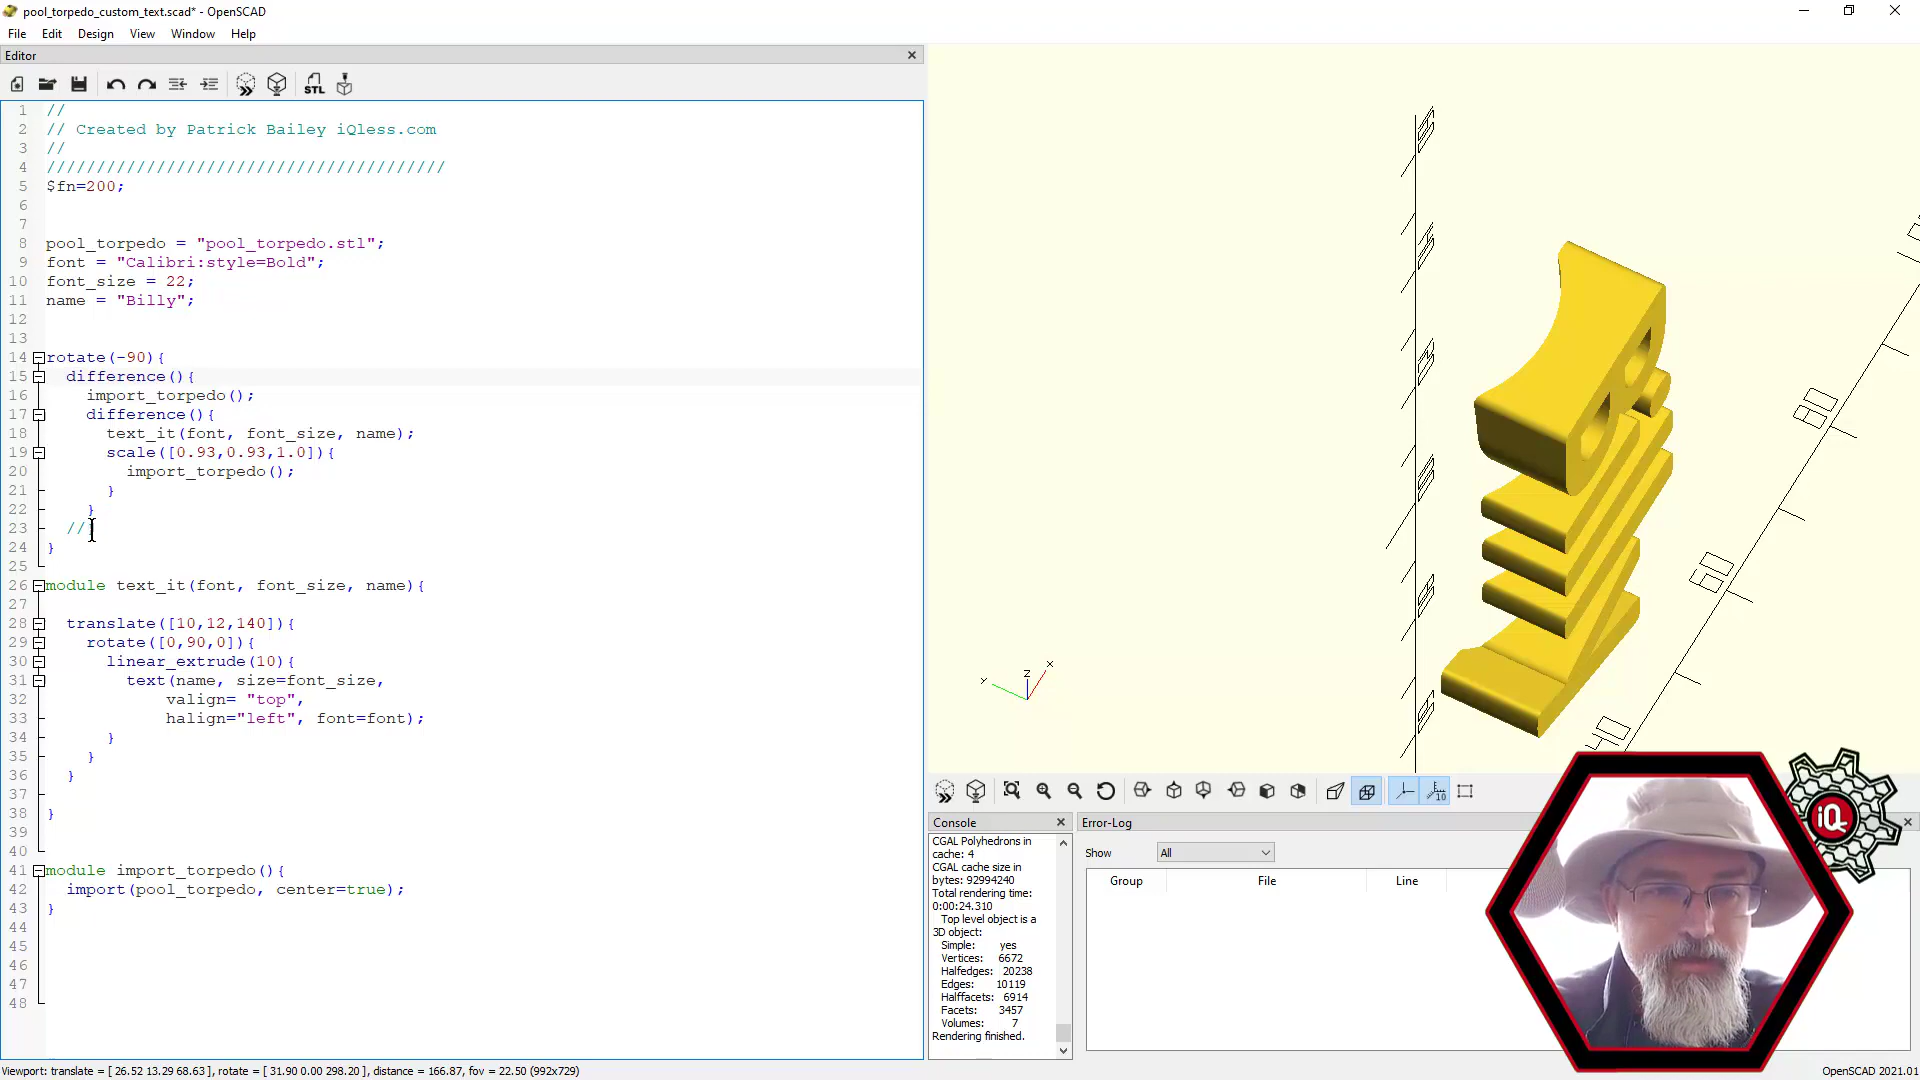 pool_torpedo_custom_text.scad* - OpenSCAD
File Edit Design View Window Help
Editor
STL
1 //
2 // Created by Patrick Bailey iQless.com
3 //
4 ////////////////////////////////////////
5 $fn=200;
6
7
8 pool_torpedo = "pool_torpedo.stl";
9 font = "Calibri:style=Bold";
10 font_size = 22;
11 name = "Billy";
12
13
14 rotate(-90){
15 difference(){
16 import_torpedo();
17 difference(){
18 text_it(font, font_size, name);
19 scale([0.93,0.93,1.0]){
20 import_torpedo();
21 }
22 }
23 //
24 }
25
26 module text_it(font, font_size, name){
27
28 translate([10,12,140]){
29 rotate([0,90,0]){
30 linear_extrude(10){
31 text(name, size=font_size,
32 valign= "top",
33 halign="left", font=font);
34 }
35 }
36 }
37
38 }
39
40
41 module import_torpedo(){
42 import(pool_torpedo, center=true);
43 }
44
45
46
47
48
80
60
Z
X
Y
10
Console
CGAL Polyhedrons in
cache: 4
CGAL cache size in
bytes: 92994240
Total rendering time:
0:00:24.310
Top level object is a
3D object:
Simple: yes
Vertices: 6672
Halfedges: 20238
Edges: 10119
Halffacets: 6914
Facets: 3457
Volumes: 7
Rendering finished.
Error-Log
Show All
Group File Line
iQ
Viewport: translate = [ 26.52 13.29 68.63 ], rotate = [ 31.90 0.00 298.20 ], distance = 166.87, fov = 22.50 (992x729)
OpenSCAD 2021.01